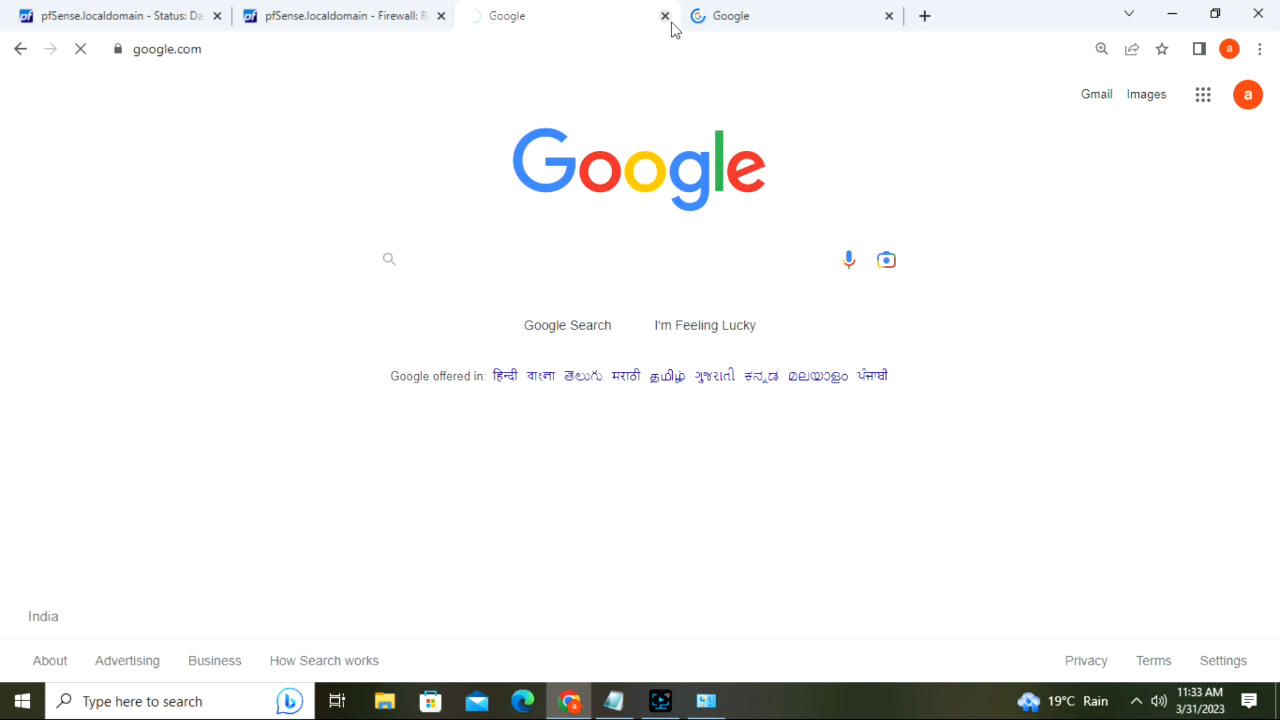 pfSense.localdomain - Status: Da
pfSense.localdomain - Firewall: R
Google
Google
google.com
a
Gmail
Images
a
Google
Google Search
I'm Feeling Lucky
Google offered in: हिन्दी বাংলা తెలుగు मराठी தமிழ் ગુજરાતી ಕನ್ನಡ മലയാളം ਪੰਜਾਬੀ
India
About
Advertising
Business
How Search works
Privacy
Terms
Settings
Type here to search
19°C Rain
11:33 AM
3/31/2023